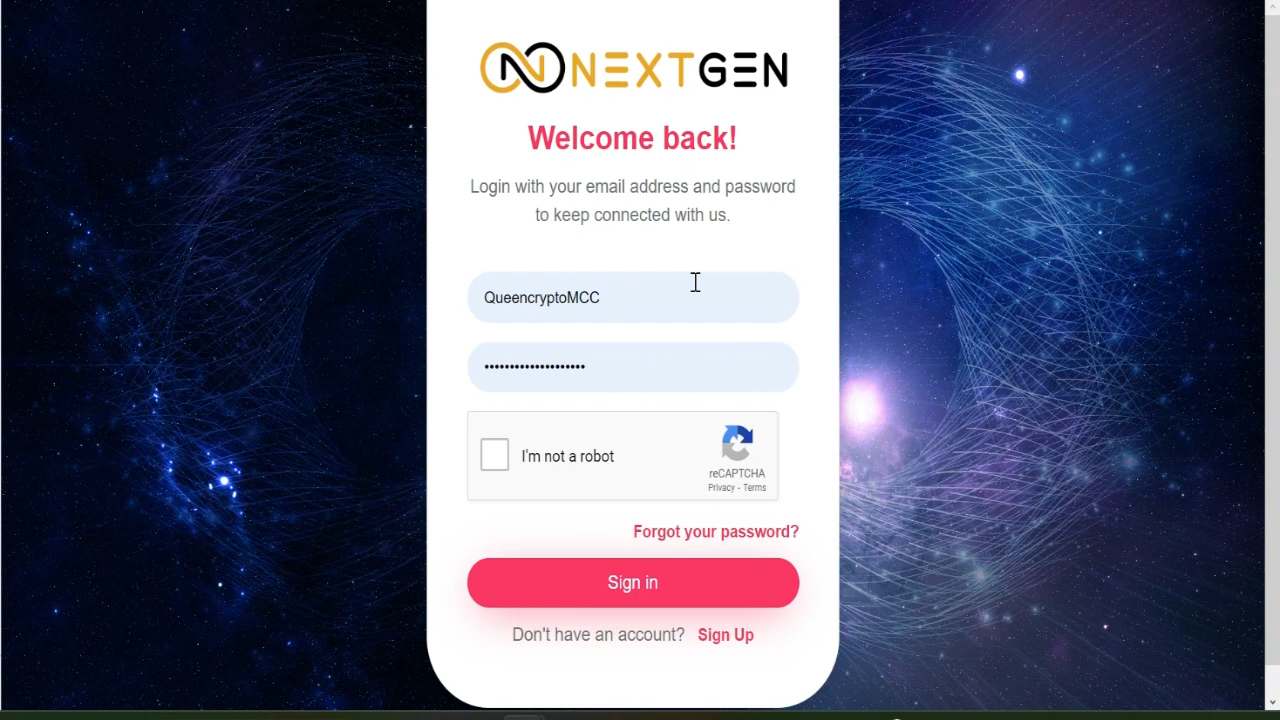 NEXTGEN
Welcome back!
Login with your email address and password
to keep connected with us.
QueencryptoMCC
I'm not a robot
reCAPTCHA
Privacy - Terms
Forgot your password?
Sign in
Don't have an account? Sign Up